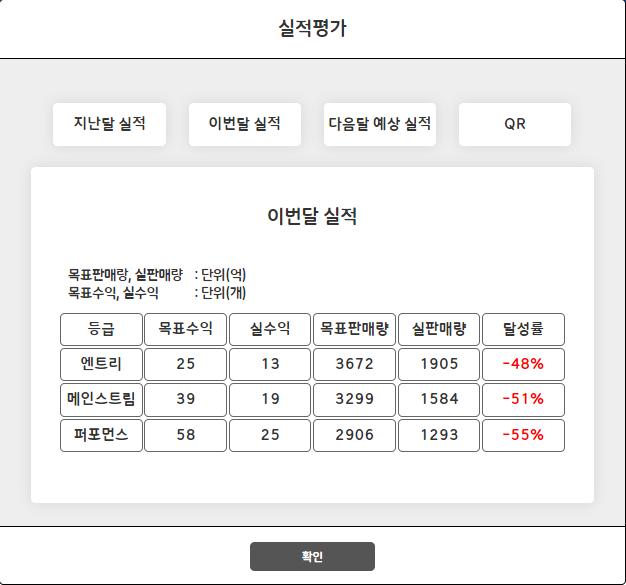 실적평가
지난달 실적 이번달 실적 다음달 예상 실적 QR
이번달 실적
목표판매량, 실판매량 : 단위(억)
목표수익, 실수익 : 단위(개)
등급 목표수익 실수익 목표판매량 실판매량 달성률
엔트리 25 13 3672 1905 -48%
메인스트림 39 19 3299 1584 -51%
퍼포먼스 58 25 2906 1293 -55%
확인